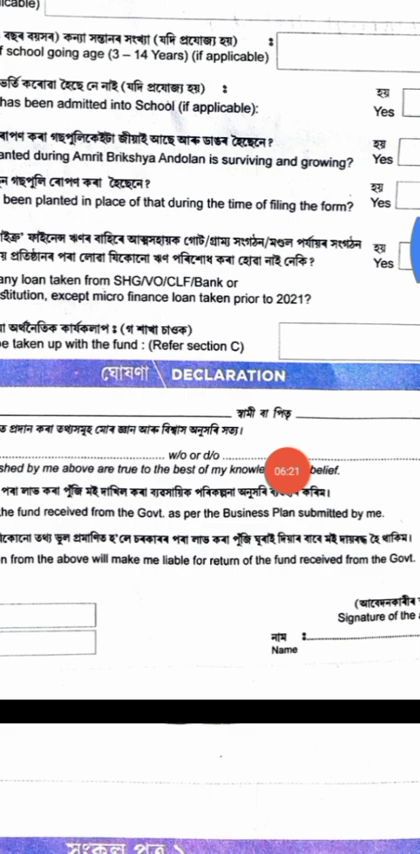 icable)
বছৰ বয়সৰ) কন্যা সন্তানৰ সংখ্যা (যদি প্ৰযোজ্য হয়) :
f school going age (3 – 14 Years) (if applicable)
ভৰ্তি কৰোৱা হৈছে নে নাই (যদি প্ৰযোজ্য হয়) : হয়
has been admitted into School (if applicable): Yes
ৰোপণ কৰা গছপুলিকেইটা জীয়াই আছে আৰু ডাঙৰ হৈছেনে? হয়
anted during Amrit Brikshya Andolan is surviving and growing? Yes
ন গছপুলি ৰোপণ কৰা হৈছেনে? হয়
been planted in place of that during the time of filling the form? Yes
মাইক্ৰ' ফাইনেন্স ঋণৰ বাহিৰে আত্মসহায়ক গোট/গ্ৰাম্য সংগঠন/মণ্ডল পৰ্যায়ৰ সংগঠন হয়
য় প্ৰতিষ্ঠানৰ পৰা লোৱা যিকোনো ঋণ পৰিশোধ কৰা হোৱা নাই নেকি? Yes
any loan taken from SHG/VO/CLF/Bank or
stitution, except micro finance loan taken prior to 2021?
া অৰ্থনৈতিক কাৰ্যকলাপ : (গ শাখা চাওক)
e taken up with the fund : (Refer section C)
ঘোষণা DECLARATION
স্বামী বা পিতৃ
ত প্ৰদান কৰা তথ্যসমূহ মোৰ জ্ঞান আৰু বিশ্বাস অনুসৰি সত্য।
w/o or d/o
shed by me above are true to the best of my knowle 06:21 belief.
পৰা লাভ কৰা পুঁজি মই দাখিল কৰা ব্যৱসায়িক পৰিকল্পনা অনুসৰি কৰিম।
he fund received from the Govt. as per the Business Plan submitted by me.
কোনো তথ্য ভুল প্ৰমাণিত হ'লে চৰকাৰৰ পৰা লাভ কৰা পুঁজি ঘূৰাই দিয়াৰ বাবে মই দায়বদ্ধ হৈ থাকিম।
n from the above will make me liable for return of the fund received from the Govt.
(আবেদনকাৰীৰ
Signature of the
নাম :
Name
সংকল্প পত্ৰ